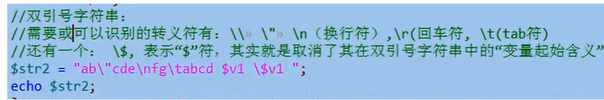 //双引号字符串：
//需要或可以识别的转义符有：\\ \" \n（换行符）,\r(回车符, \t(tab符)
//还有一个： \$, 表示“$”符，其实就是取消了其在双引号字符串中的“变量起始含义”
$str2 = "ab\"cde\nfg\tabcd $v1 \$v1 ";
echo $str2;